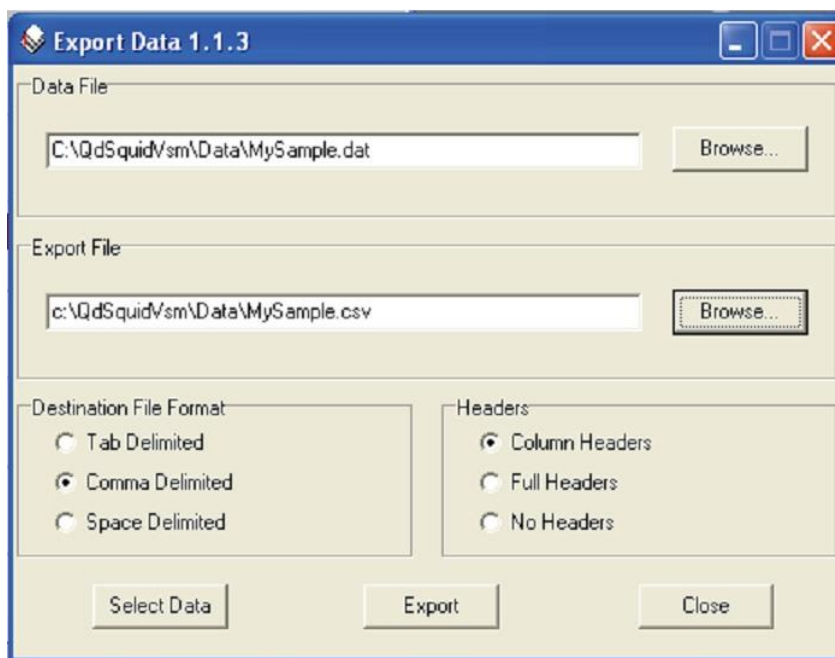 Export Data 1.1.3
Data File
C:\QdSquidVsm\Data\MySample.dat
Browse...
Export File
c:\QdSquidVsm\Data\MySample.csv
Browse...
Destination File Format
Tab Delimited
Comma Delimited
Space Delimited
Headers
Column Headers
Full Headers
No Headers
Select Data
Export
Close